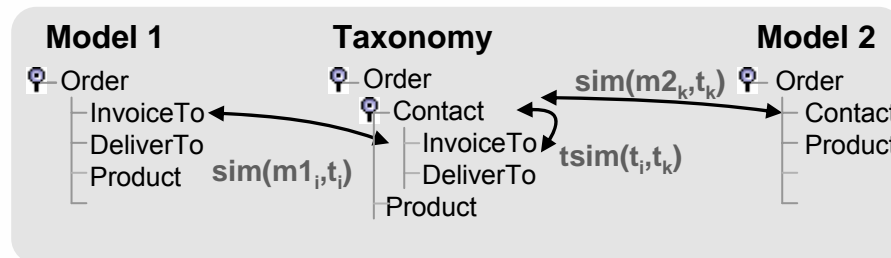 Model 1 Taxonomy Model 2
Order Order sim(m2k,tk) Order
InvoiceTo Contact Contact
DeliverTo InvoiceTo Product
Product sim(m1i,ti) DeliverTo tsim(ti,tk)
Product